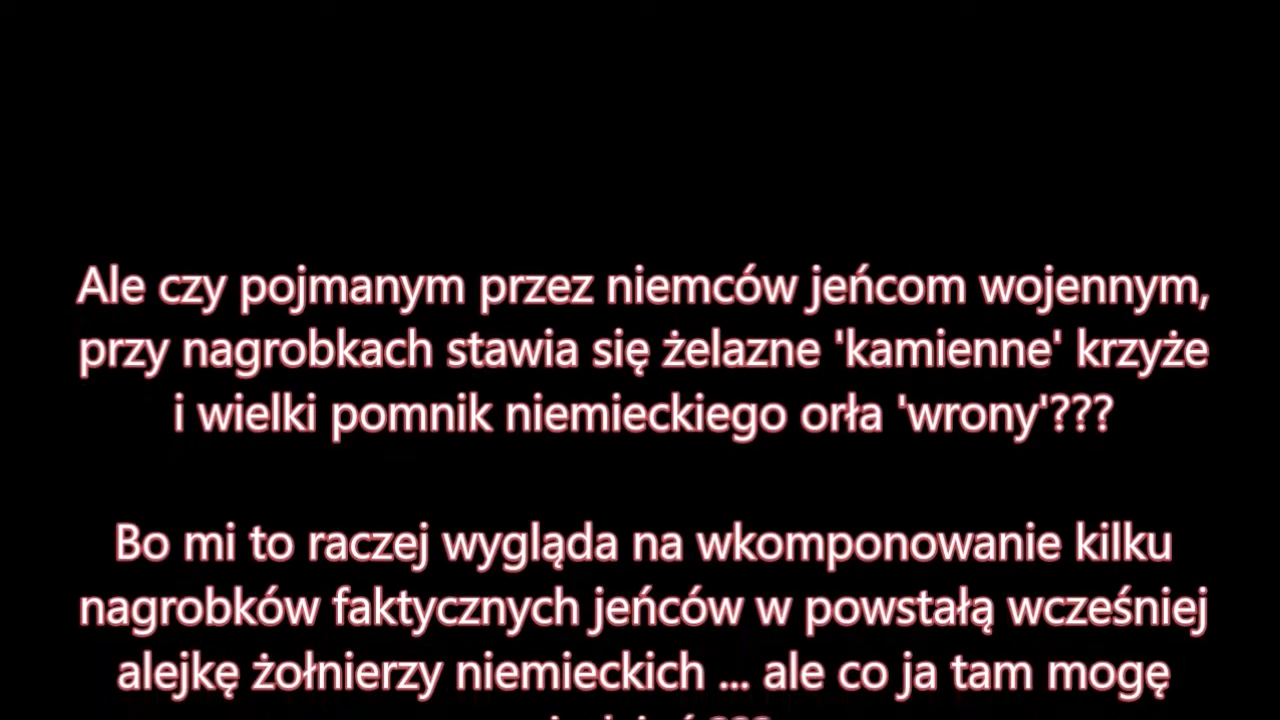 Ale czy pojmanym przez niemców jeńcom wojennym,
przy nagrobkach stawia się żelazne 'kamienne' krzyże
i wielki pomnik niemieckiego orła 'wrony'???
Bo mi to raczej wygląda na wkomponowanie kilku
nagrobków faktycznych jeńców w powstałą wcześniej
alejkę żołnierzy niemieckich ... ale co ja tam mogę